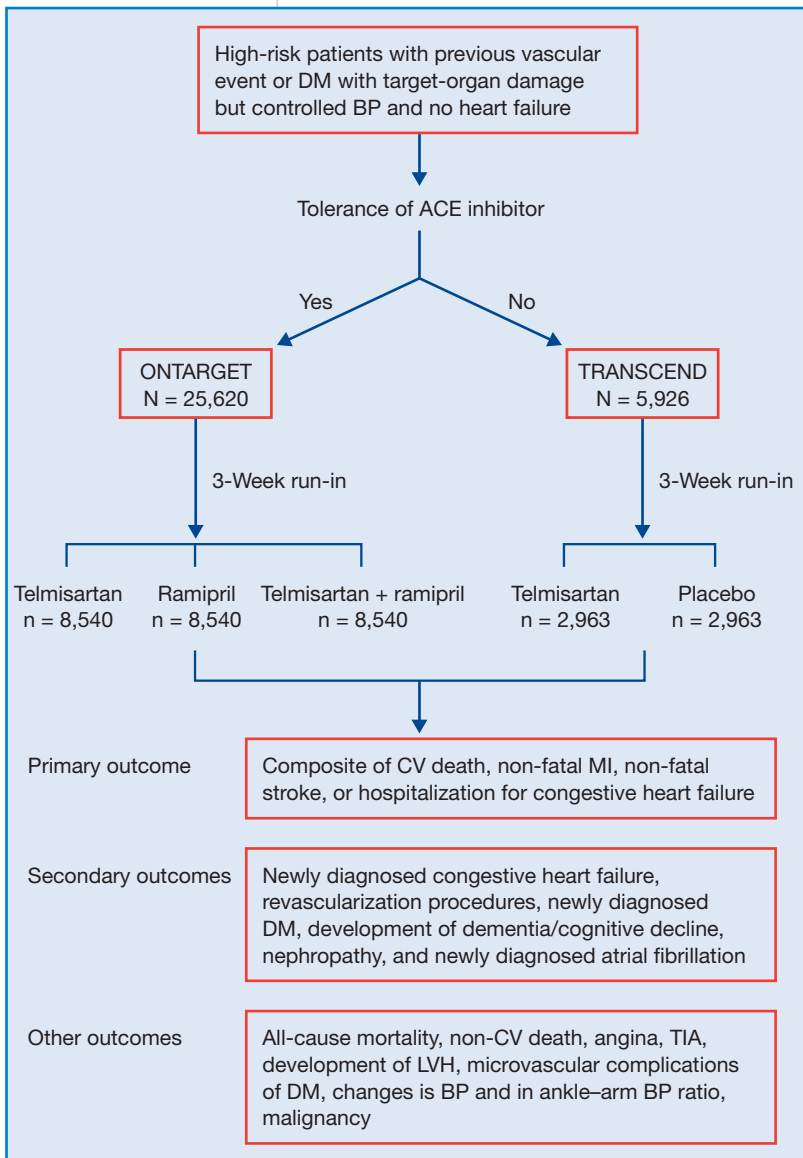 High-risk patients with previous vascular
event or DM with target-organ damage
but controlled BP and no heart failure
Tolerance of ACE inhibitor
Yes
No
ONTARGET
N = 25,620
TRANSCEND
N = 5,926
3-Week run-in
3-Week run-in
Telmisartan
n = 8,540
Ramipril
n = 8,540
Telmisartan + ramipril
n = 8,540
Telmisartan
n = 2,963
Placebo
n = 2,963
Primary outcome
Composite of CV death, non-fatal MI, non-fatal
stroke, or hospitalization for congestive heart failure
Secondary outcomes
Newly diagnosed congestive heart failure,
revascularization procedures, newly diagnosed
DM, development of dementia/cognitive decline,
nephropathy, and newly diagnosed atrial fibrillation
Other outcomes
All-cause mortality, non-CV death, angina, TIA,
development of LVH, microvascular complications
of DM, changes is BP and in ankle–arm BP ratio,
malignancy